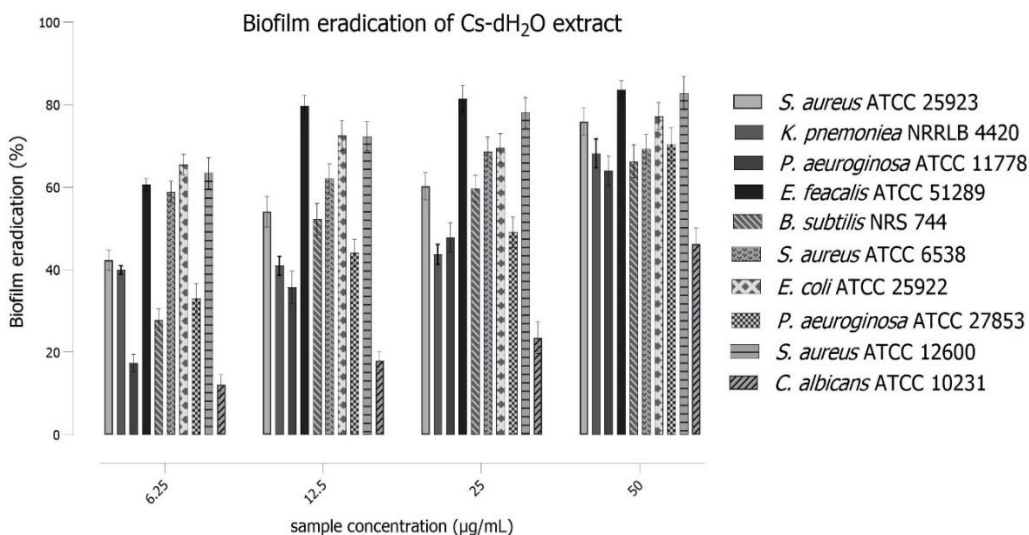 Biofilm eradication of Cs-dH₂O extract
Biofilm eradication (%)
100
80
60
40
20
0
6.25
12.5
25
50
sample concentration (µg/mL)
S. aureus ATCC 25923
K. pnemoniea NRRLB 4420
P. aeuroginosa ATCC 11778
E. feacalis ATCC 51289
B. subtilis NRS 744
S. aureus ATCC 6538
E. coli ATCC 25922
P. aeuroginosa ATCC 27853
S. aureus ATCC 12600
C. albicans ATCC 10231